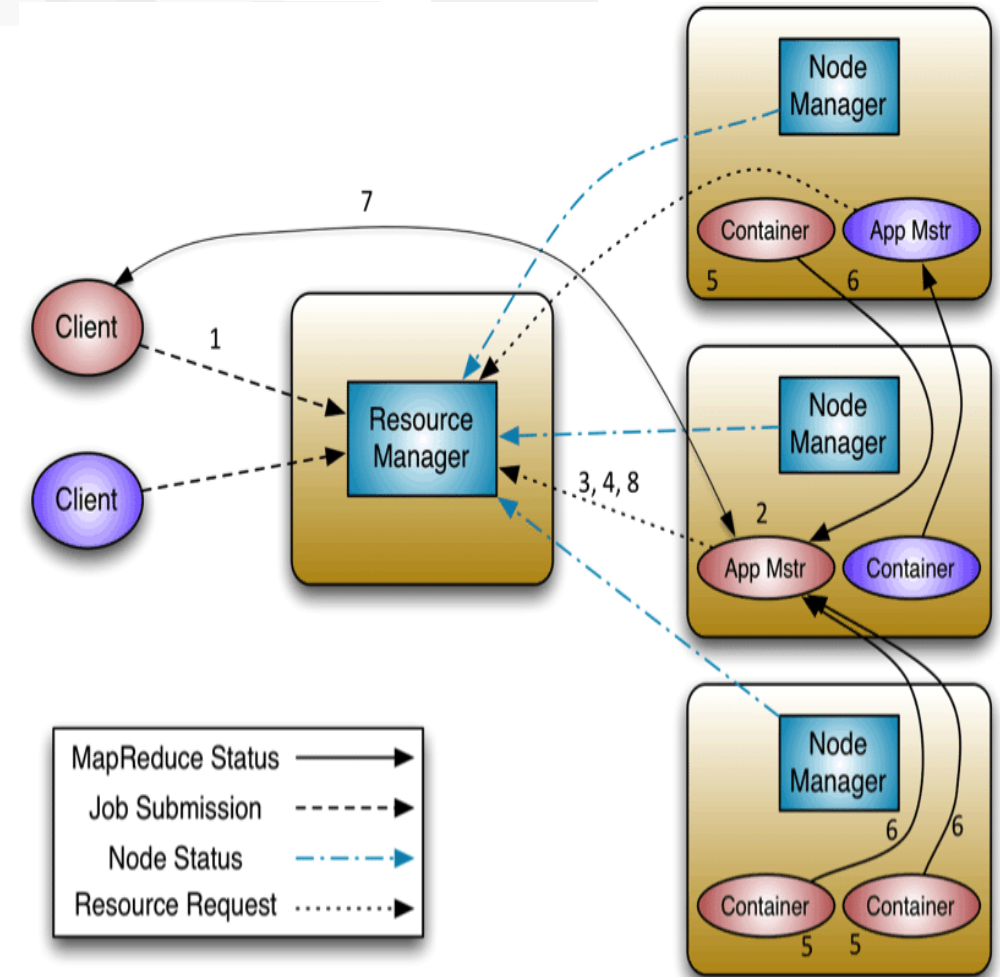 Node
Manager
Container
App Mstr
5
6
7
Client
1
Resource
Manager
Client
3, 4, 8
Node
Manager
2
App Mstr
Container
Node
Manager
6
6
Container
Container
5
5
MapReduce Status
Job Submission
Node Status
Resource Request